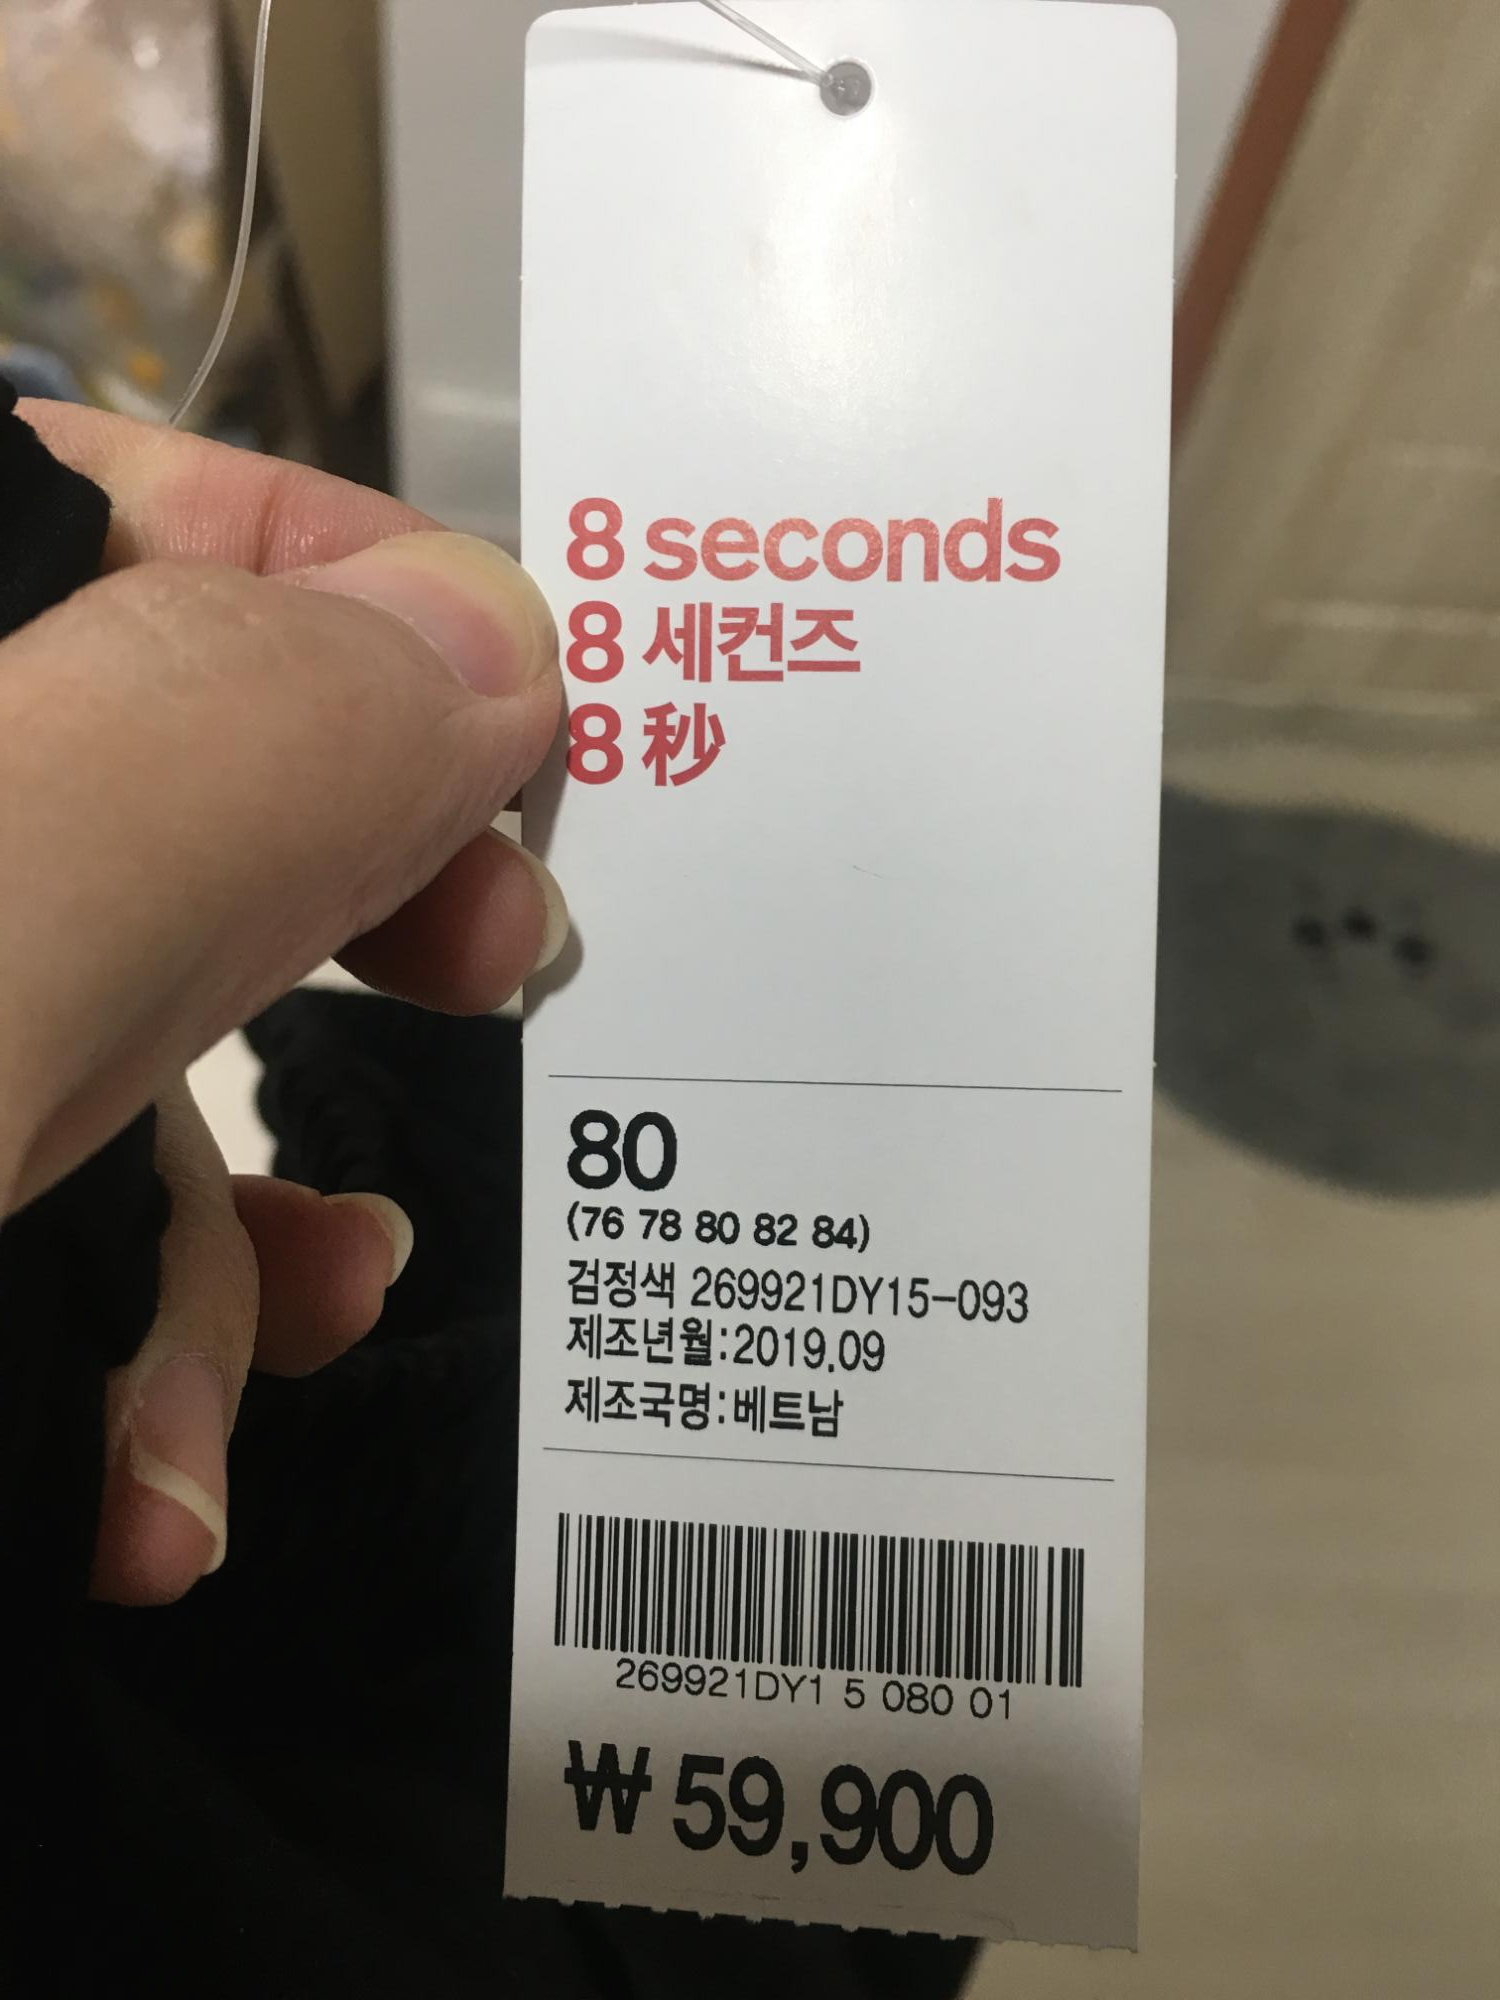 8 seconds
8 세컨즈
8 秒
80
(76 78 80 82 84)
검정색 269921DY15-093
제조년월:2019.09
제조국명:베트남
269921DY1 5 080 01
₩ 59,900